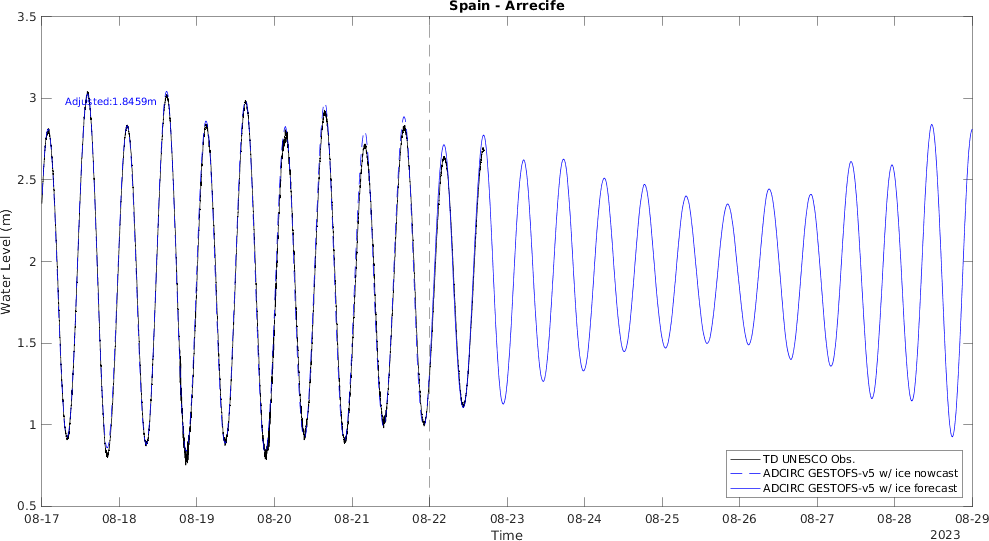 Spain - Arrecife
3.5
3
2.5
2
1.5
1
0.5
Water Level (m)
Adjusted:1.8459m
TD UNESCO Obs.
ADCIRC GESTOFS-v5 w/ ice nowcast
ADCIRC GESTOFS-v5 w/ ice forecast
08-17 08-18 08-19 08-20 08-21 08-22 08-23 08-24 08-25 08-26 08-27 08-28 08-29
Time
2023